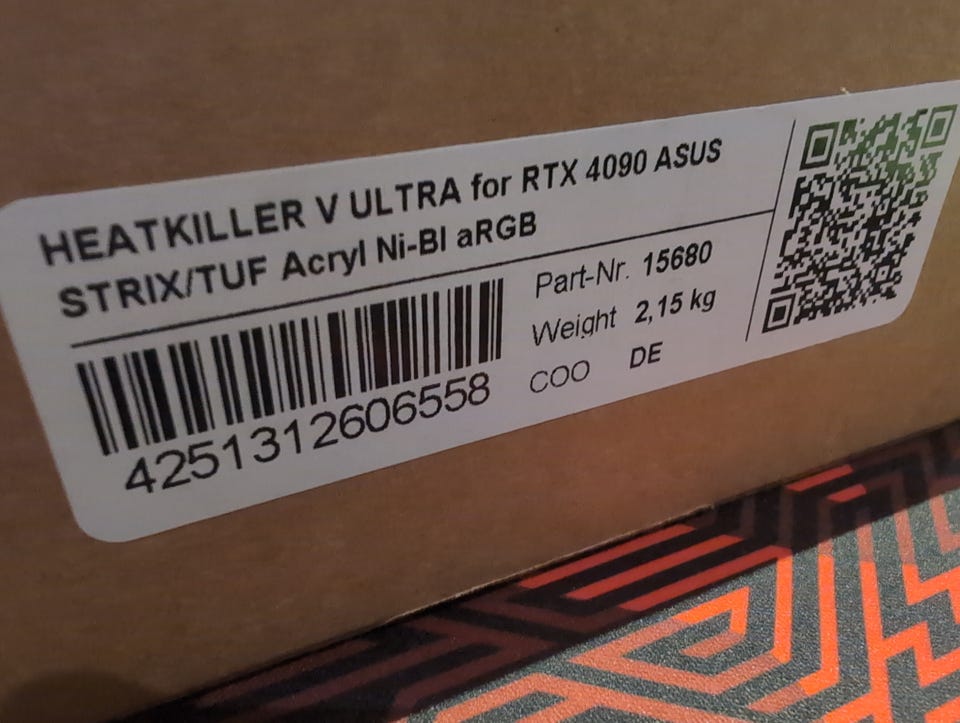 HEATKILLER V ULTRA for RTX 4090 ASUS
STRIX/TUF Acryl Ni-Bl aRGB
Part-Nr. 15680
Weight 2,15 kg
COO DE
4251312606558